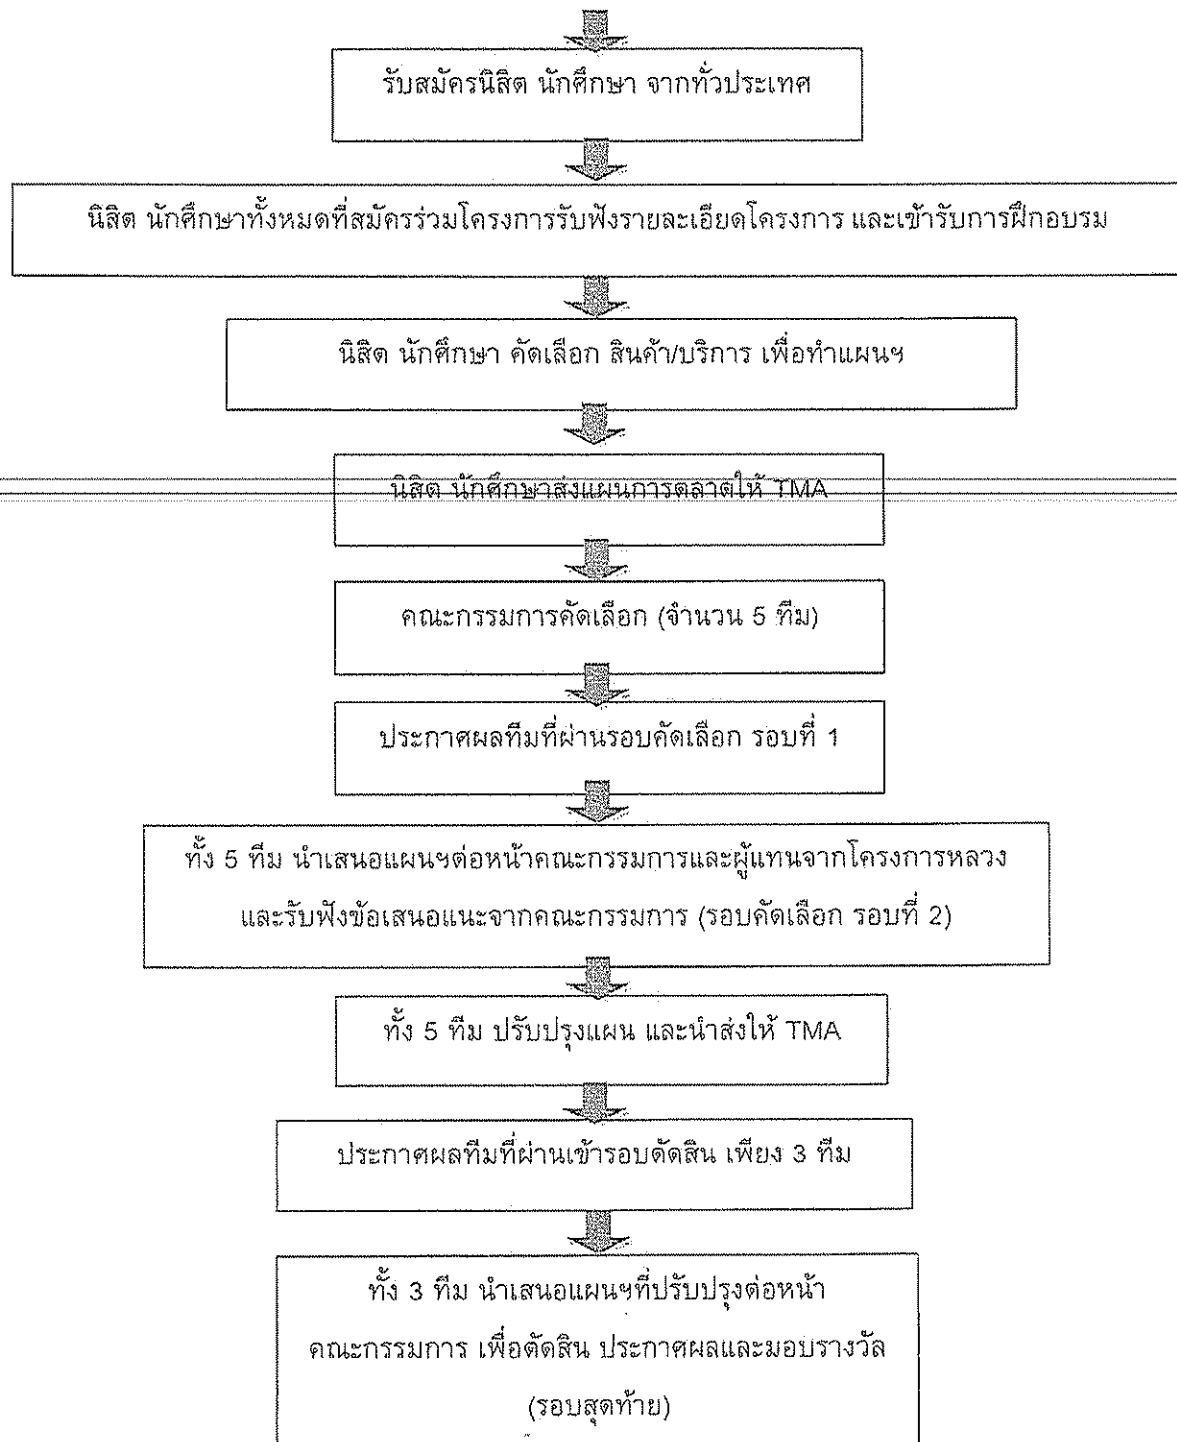 รับสมัครนิสิต นักศึกษา จากทั่วประเทศ
นิสิต นักศึกษาทั้งหมดที่สมัครร่วมโครงการรับฟังรายละเอียดโครงการ และเข้ารับการฝึกอบรม
นิสิต นักศึกษา คัดเลือก สินค้า/บริการ เพื่อทำแผนฯ
นิสิต นักศึกษาส่งแผนการตลาดให้ TMA
คณะกรรมการคัดเลือก (จำนวน 5 ทีม)
ประกาศผลทีมที่ผ่านรอบคัดเลือก รอบที่ 1
ทั้ง 5 ทีม นำเสนอแผนฯต่อหน้าคณะกรรมการและผู้แทนจากโครงการหลวง
และรับฟังข้อเสนอแนะจากคณะกรรมการ (รอบคัดเลือก รอบที่ 2)
ทั้ง 5 ทีม ปรับปรุงแผน และนำส่งให้ TMA
ประกาศผลทีมที่ผ่านเข้ารอบตัดสิน เพียง 3 ทีม
ทั้ง 3 ทีม นำเสนอแผนฯที่ปรับปรุงต่อหน้า
คณะกรรมการ เพื่อตัดสิน ประกาศผลและมอบรางวัล
(รอบสุดท้าย)